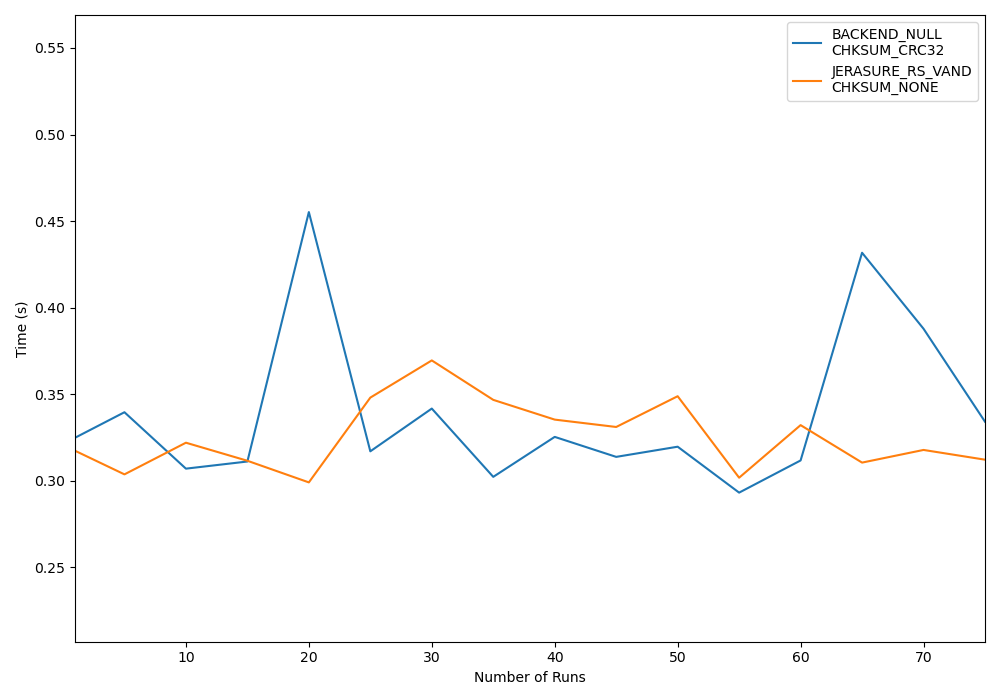 BACKEND_NULL
CHKSUM_CRC32
JERASURE_RS_VAND
CHKSUM_NONE
0.55
0.50
0.45
0.40
0.35
0.30
0.25
Time (s)
10 20 30 40 50 60 70
Number of Runs